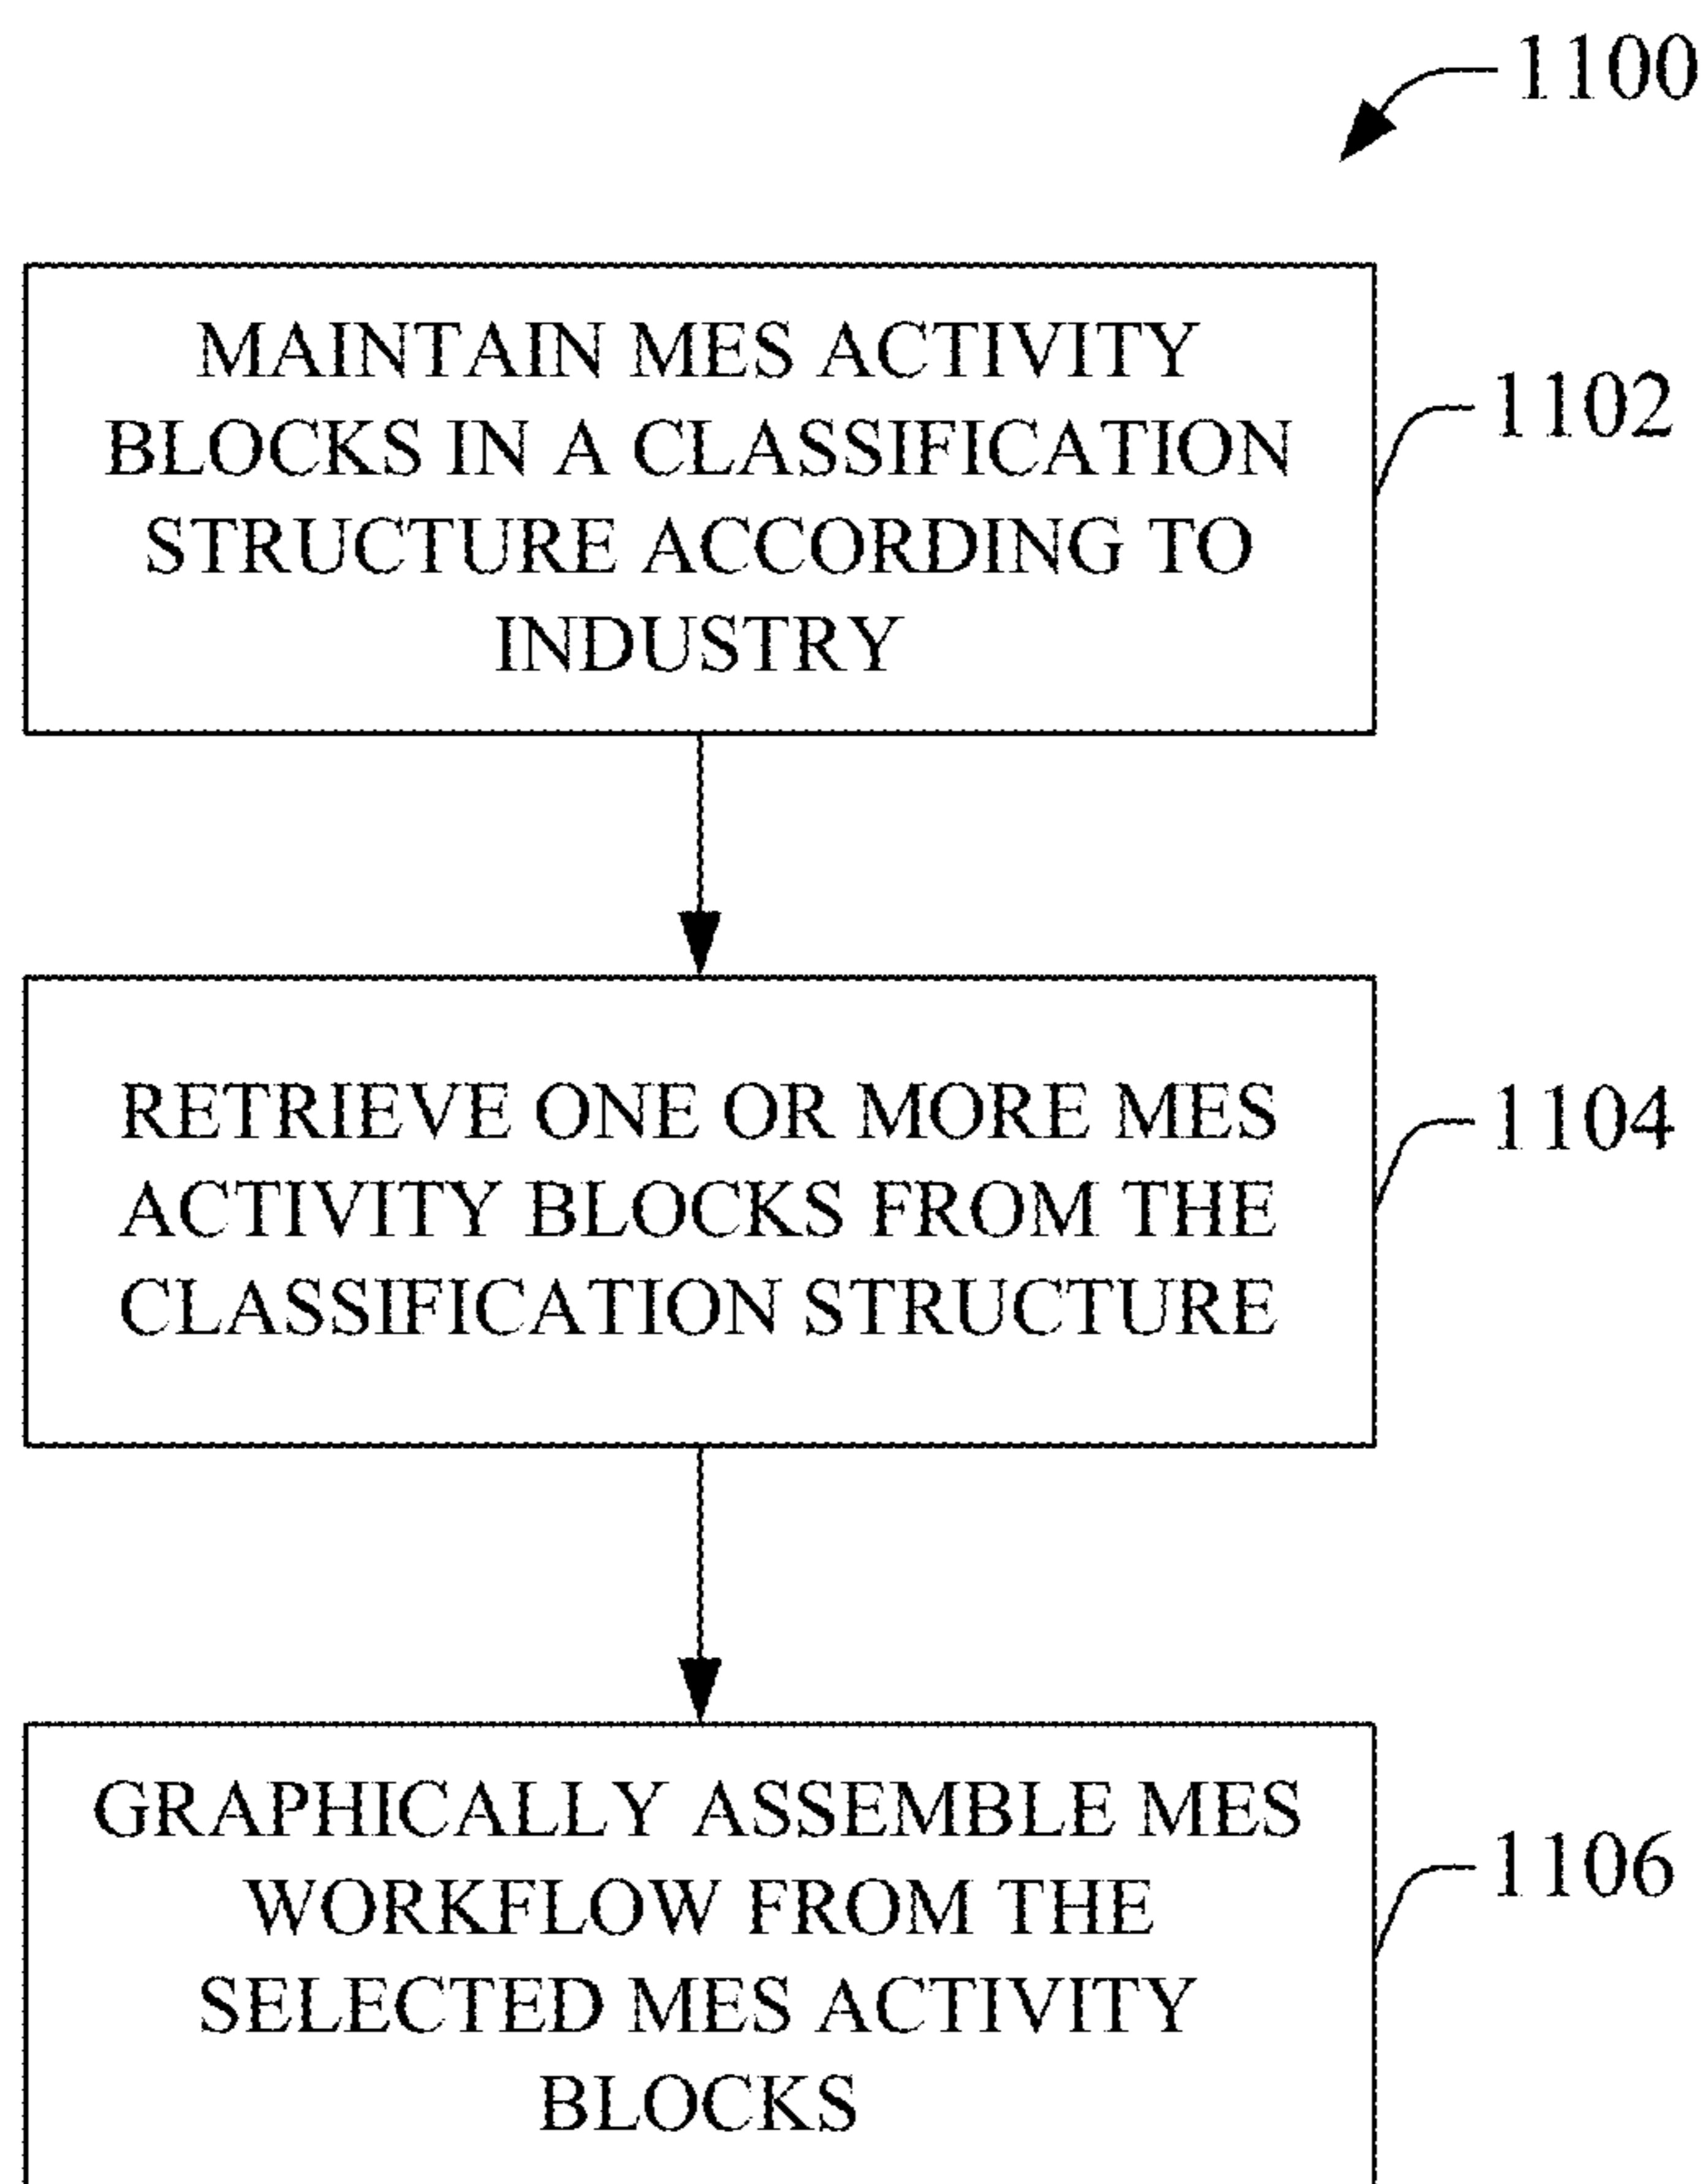 1100
MAINTAIN MES ACTIVITY
BLOCKS IN A CLASSIFICATION
STRUCTURE ACCORDING TO
INDUSTRY
1102
RETRIEVE ONE OR MORE MES
ACTIVITY BLOCKS FROM THE
CLASSIFICATION STRUCTURE
1104
GRAPHICALLY ASSEMBLE MES
WORKFLOW FROM THE
SELECTED MES ACTIVITY
BLOCKS
1106